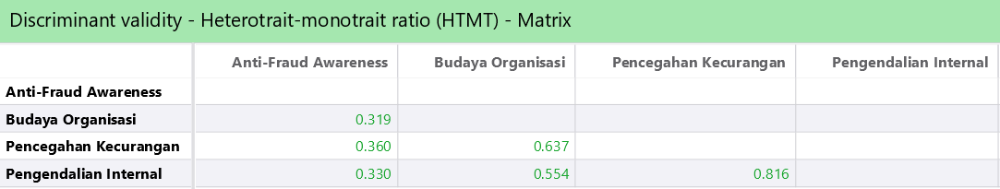 Discriminant validity - Heterotrait-monotrait ratio (HTMT) - Matrix
Anti-Fraud Awareness Budaya Organisasi Pencegahan Kecurangan Pengendalian Internal
Anti-Fraud Awareness
Budaya Organisasi 0.319
Pencegahan Kecurangan 0.360 0.637
Pengendalian Internal 0.330 0.554 0.816